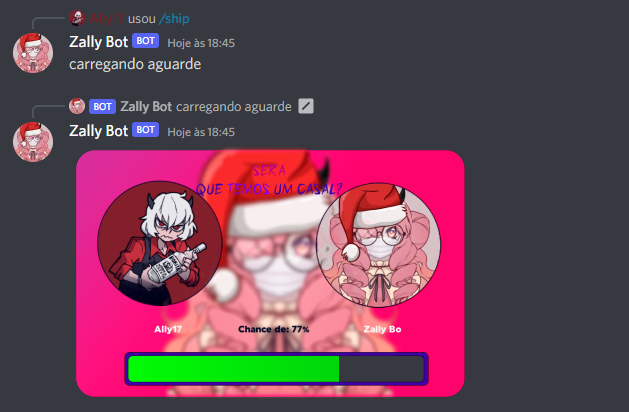 Ally17 usou /ship
Zally Bot BOT Hoje às 18:45
carregando aguarde
BOT Zally Bot carregando aguarde
Zally Bot BOT Hoje às 18:45
SERA
QUE TEMOS UM CASAL?
Ally17 Chance de: 77% Zally Bo